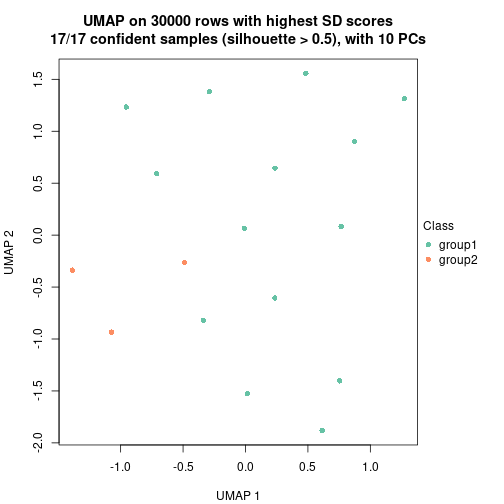 UMAP on 30000 rows with highest SD scores
17/17 confident samples (silhouette > 0.5), with 10 PCs
1.5
1.0
0.5
0.0
-0.5
-1.0
-1.5
-2.0
UMAP 2
Class
group1
group2
-1.0 -0.5 0.0 0.5 1.0
UMAP 1